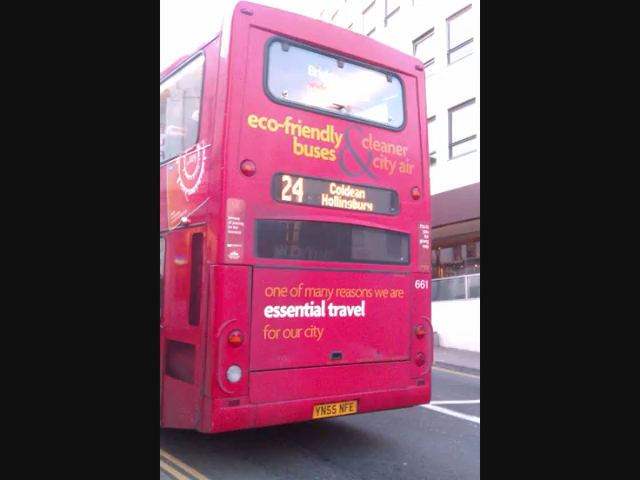 eco-friendly
buses
&
cleaner
city air
24
Coldean
Hollingbury
661
one of many reasons we are
essential travel
for our city
YN55 NFE